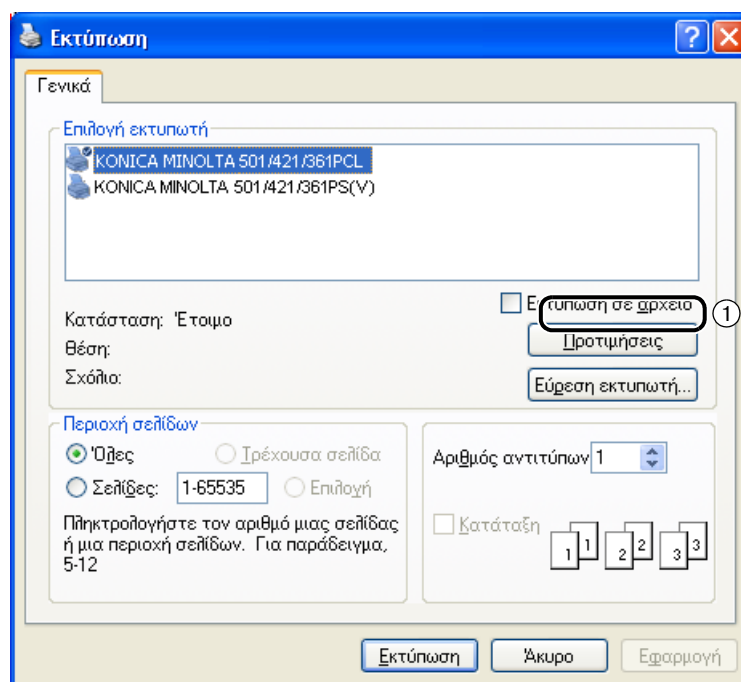 Εκτύπωση
Γενικά
Επιλογή εκτυπωτή
KONICA MINOLTA 501/421/361PCL
KONICA MINOLTA 501/421/361PS(V)
Κατάσταση: Έτοιμο
Θέση:
Σχόλιο:
Εκτύπωση σε αρχείο
1
Προτιμήσεις
Εύρεση εκτυπωτή...
Περιοχή σελίδων
Όλες Τρέχουσα σελίδα
Σελίδες: 1-65535 Επιλογή
Πληκτρολογήστε τον αριθμό μιας σελίδας
ή μια περιοχή σελίδων. Για παράδειγμα,
5-12
Αριθμός αντιτύπων 1
Κατάταξη
1 1 2 2 3 3
Εκτύπωση Άκυρο Εφαρμογή